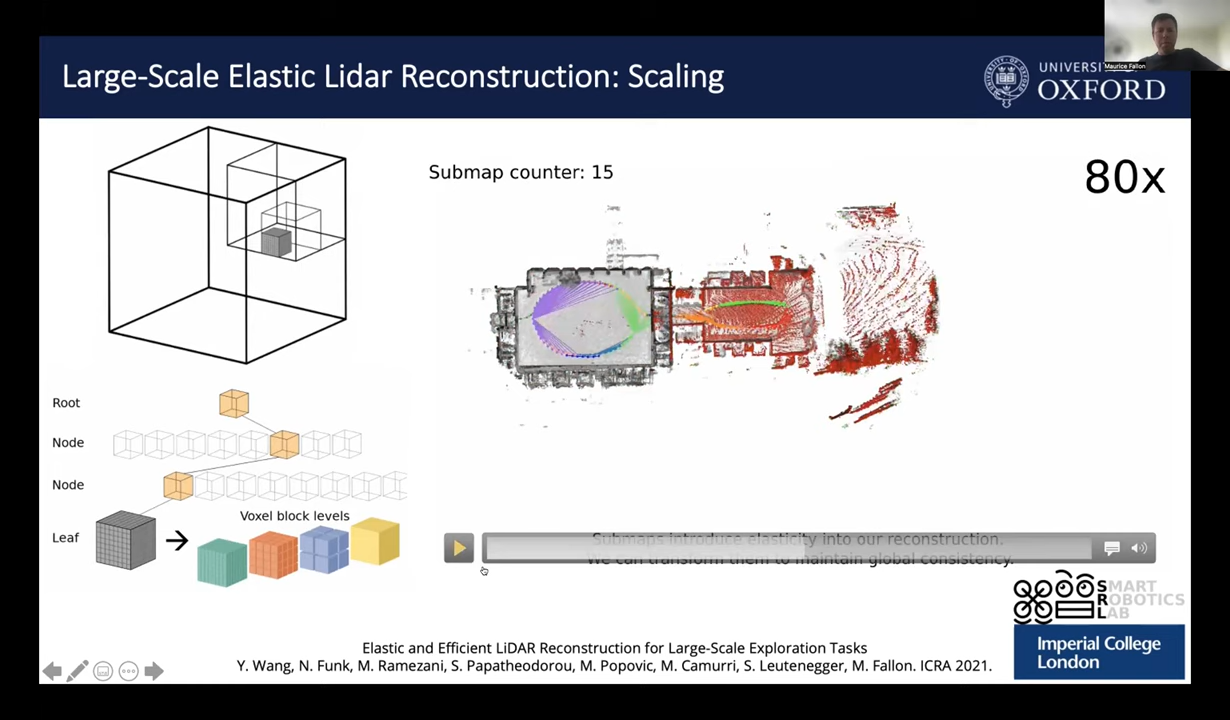 Large-Scale Elastic Lidar Reconstruction: Scaling
UNIVERSI
OXFORD
Maurice Fallon
Submap counter: 15
80x
Root
Node
Node
Leaf
Voxel block levels
Submaps introduce elasticity into our reconstruction.
We can transform them to maintain global consistency.
SMART
ROBOTICS
LAB
Imperial College
London
Elastic and Efficient LiDAR Reconstruction for Large-Scale Exploration Tasks
Y. Wang, N. Funk, M. Ramezani, S. Papatheodorou, M. Popovic, M. Camurri, S. Leutenegger, M. Fallon. ICRA 2021.